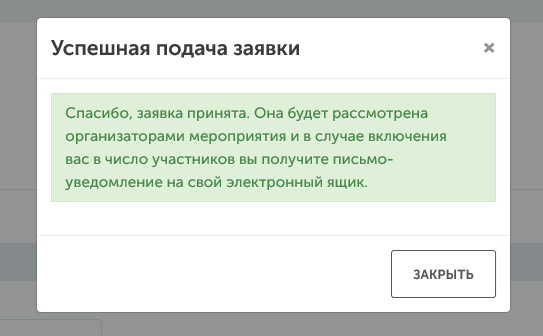 Успешная подача заявки
×
Спасибо, заявка принята. Она будет рассмотрена
организаторами мероприятия и в случае включения
вас в число участников вы получите письмо-
уведомление на свой электронный ящик.
ЗАКРЫТЬ